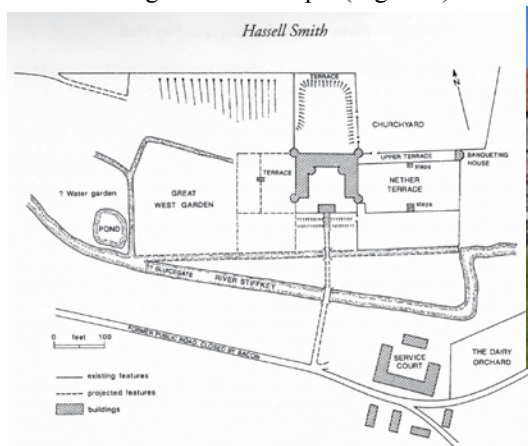 Hassell Smith
TERRACE
N
CHURCHYARD
UPPER TERRACE
BANQUETING
HOUSE
steps
TERRACE
NETHER
TERRACE
GREAT
WEST GARDEN
? Water garden
steps
POND
?? SLUICEGATE
RIVER STIFFKEY
FORMER PUBLIC ROAD CLOSED BY BACON
0 feet 100
SERVICE
COURT
THE DAIRY
ORCHARD
existing features
projected features
buildings